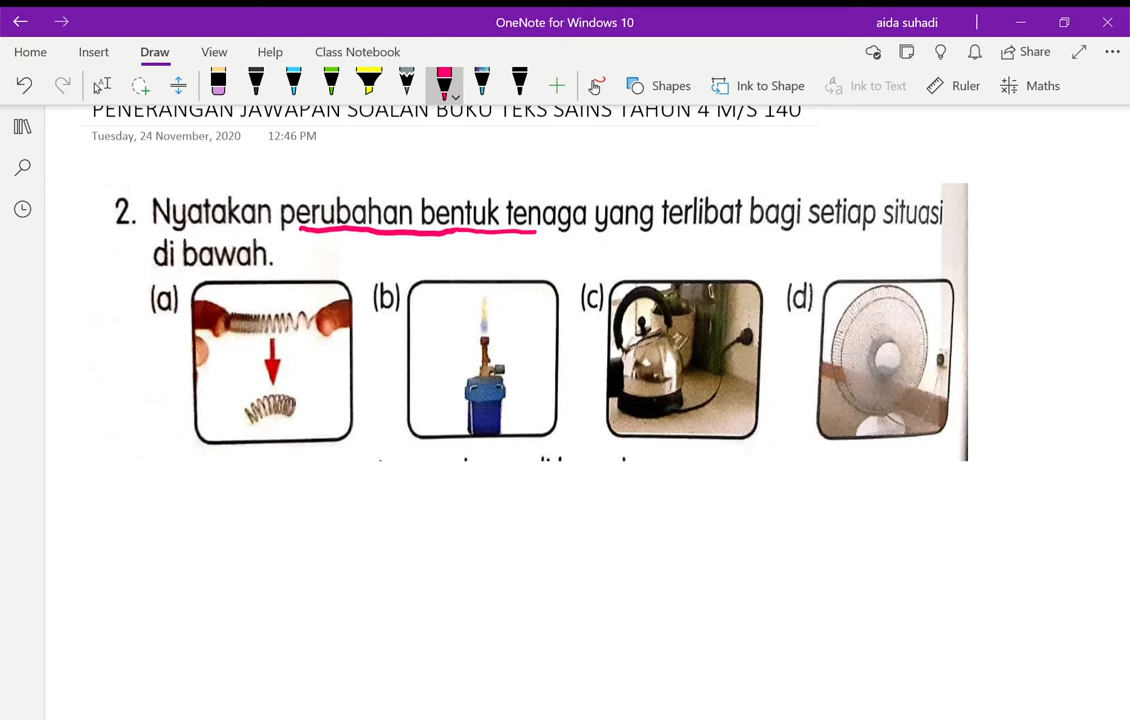 OneNote for Windows 10
aida suhadi
Home Insert Draw View Help Class Notebook Share
Shapes Ink to Shape Ink to Text Ruler Maths
PENERANGAN JAWAPAN SOALAN BUKU TEKS SAINS TAHUN 4 M/S 140
Tuesday, 24 November, 2020 12:46 PM
2. Nyatakan perubahan bentuk tenaga yang terlibat bagi setiap situasi
di bawah.
(a) (b) (c) (d)